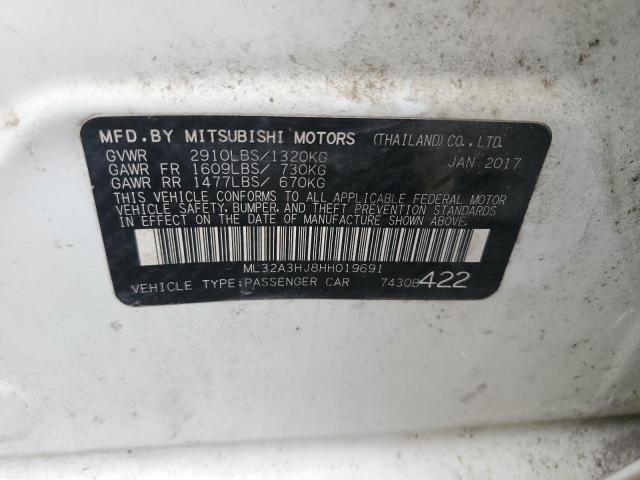 MFD.BY MITSUBISHI MOTORS (THAILAND)CO.,LTD.
GVWR 2910LBS/1320KG JAN 2017
GAWR FR 1609LBS/ 730KG
GAWR RR 1477LBS/ 670KG
THIS VEHICLE CONFORMS TO ALL APPLICABLE FEDERAL MOTOR
VEHICLE SAFETY, BUMPER, AND THEFT PREVENTION STANDARDS
IN EFFECT ON THE DATE OF MANUFACTURE SHOWN ABOVE.
ML32A3HJ8HH019691
VEHICLE TYPE:PASSENGER CAR 7430B422